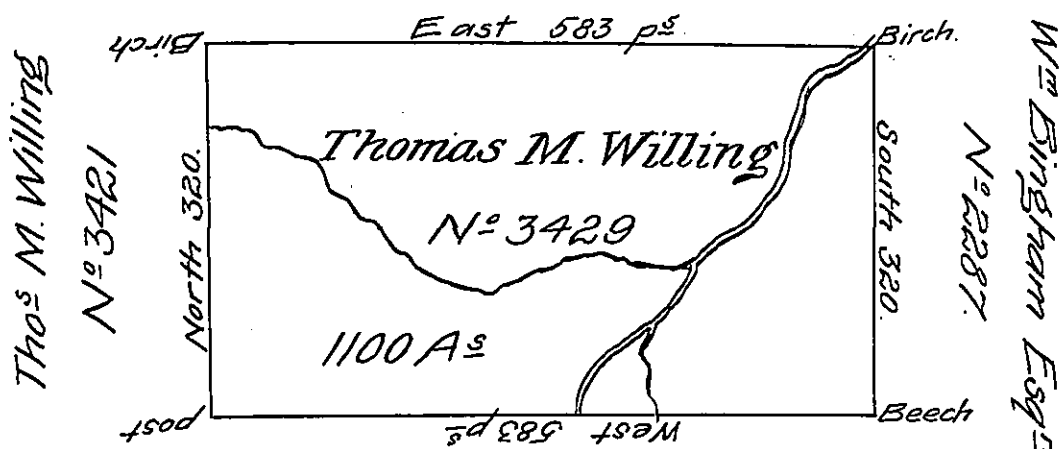 East 583 pˢ
Birch
Birch.
Thoˢ M. Willing
Nº 3421
North 320.
Thomas M. Willing
Nº 3429
1100 Aˢ
South 320.
Nº 2287.
Wᵐ Bingham Esqʳ
post
West 583 pˢ
Beech